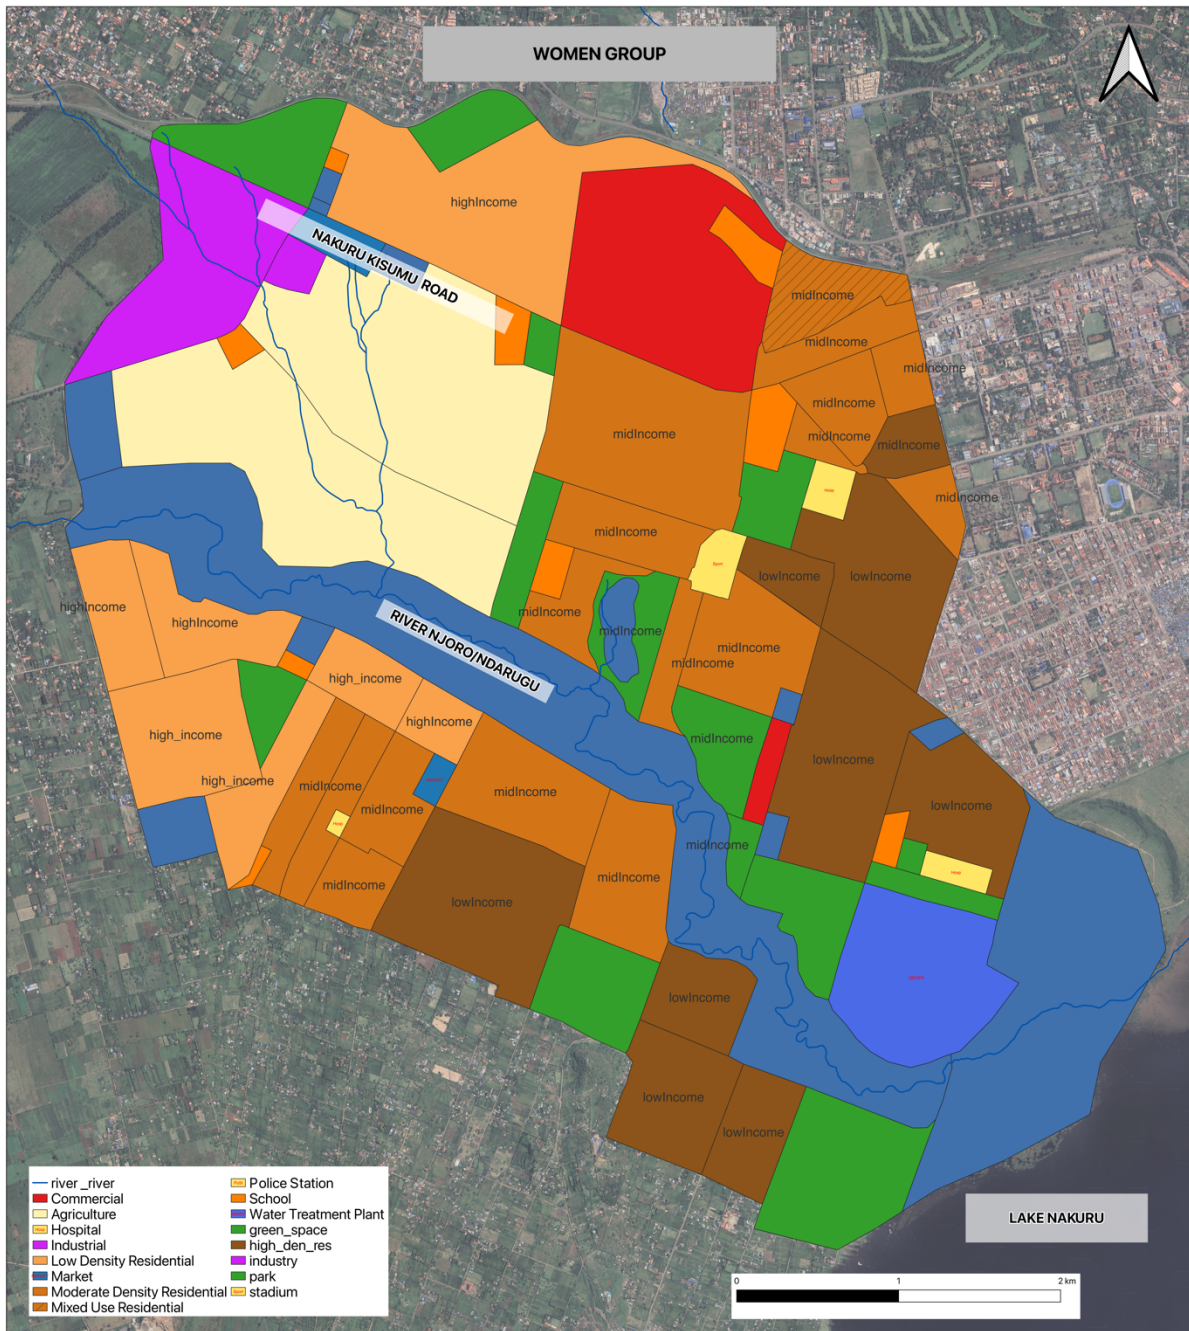 WOMEN GROUP
highIncome
NAKURU KISUMU ROAD
midIncome
midIncome
midIncome
midIncome
midIncome
midIncome
midIncome
midIncome
midIncome
lowIncome
lowIncome
highIncome
highIncome
midIncome
midIncome
RIVER NJORO/NDARUGU
midIncome
midIncome
high_income
highIncome
high_income
midIncome
lowIncome
high_income
midIncome
midIncome
midIncome
lowIncome
midIncome
midIncome
midIncome
lowIncome
lowIncome
lowIncome
lowIncome
LAKE NAKURU
river_river
Commercial
Agriculture
Hospital
Industrial
Low Density Residential
Market
Moderate Density Residential
Mixed Use Residential
Police Station
School
Water Treatment Plant
green_space
high_den_res
industry
park
stadium
0 1 2 km